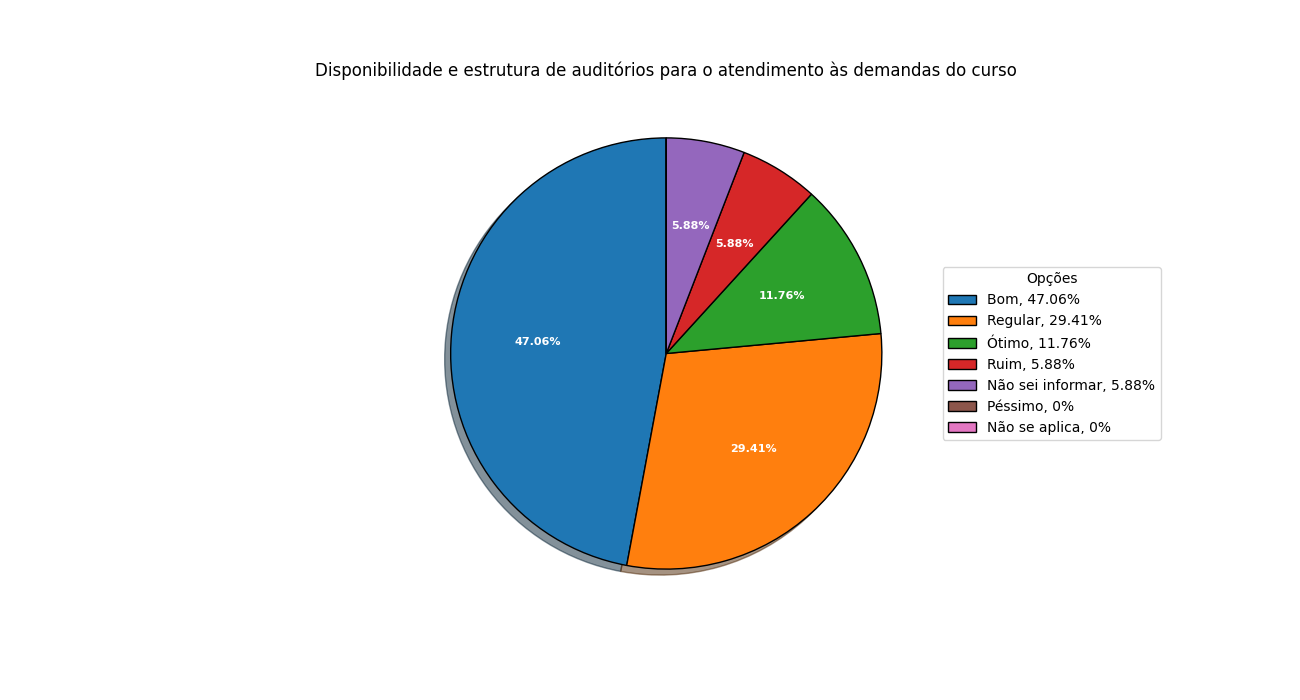 Disponibilidade e estrutura de auditórios para o atendimento às demandas do curso
5.88%
5.88%
11.76%
47.06%
29.41%
Opções
Bom, 47.06%
Regular, 29.41%
Ótimo, 11.76%
Ruim, 5.88%
Não sei informar, 5.88%
Péssimo, 0%
Não se aplica, 0%